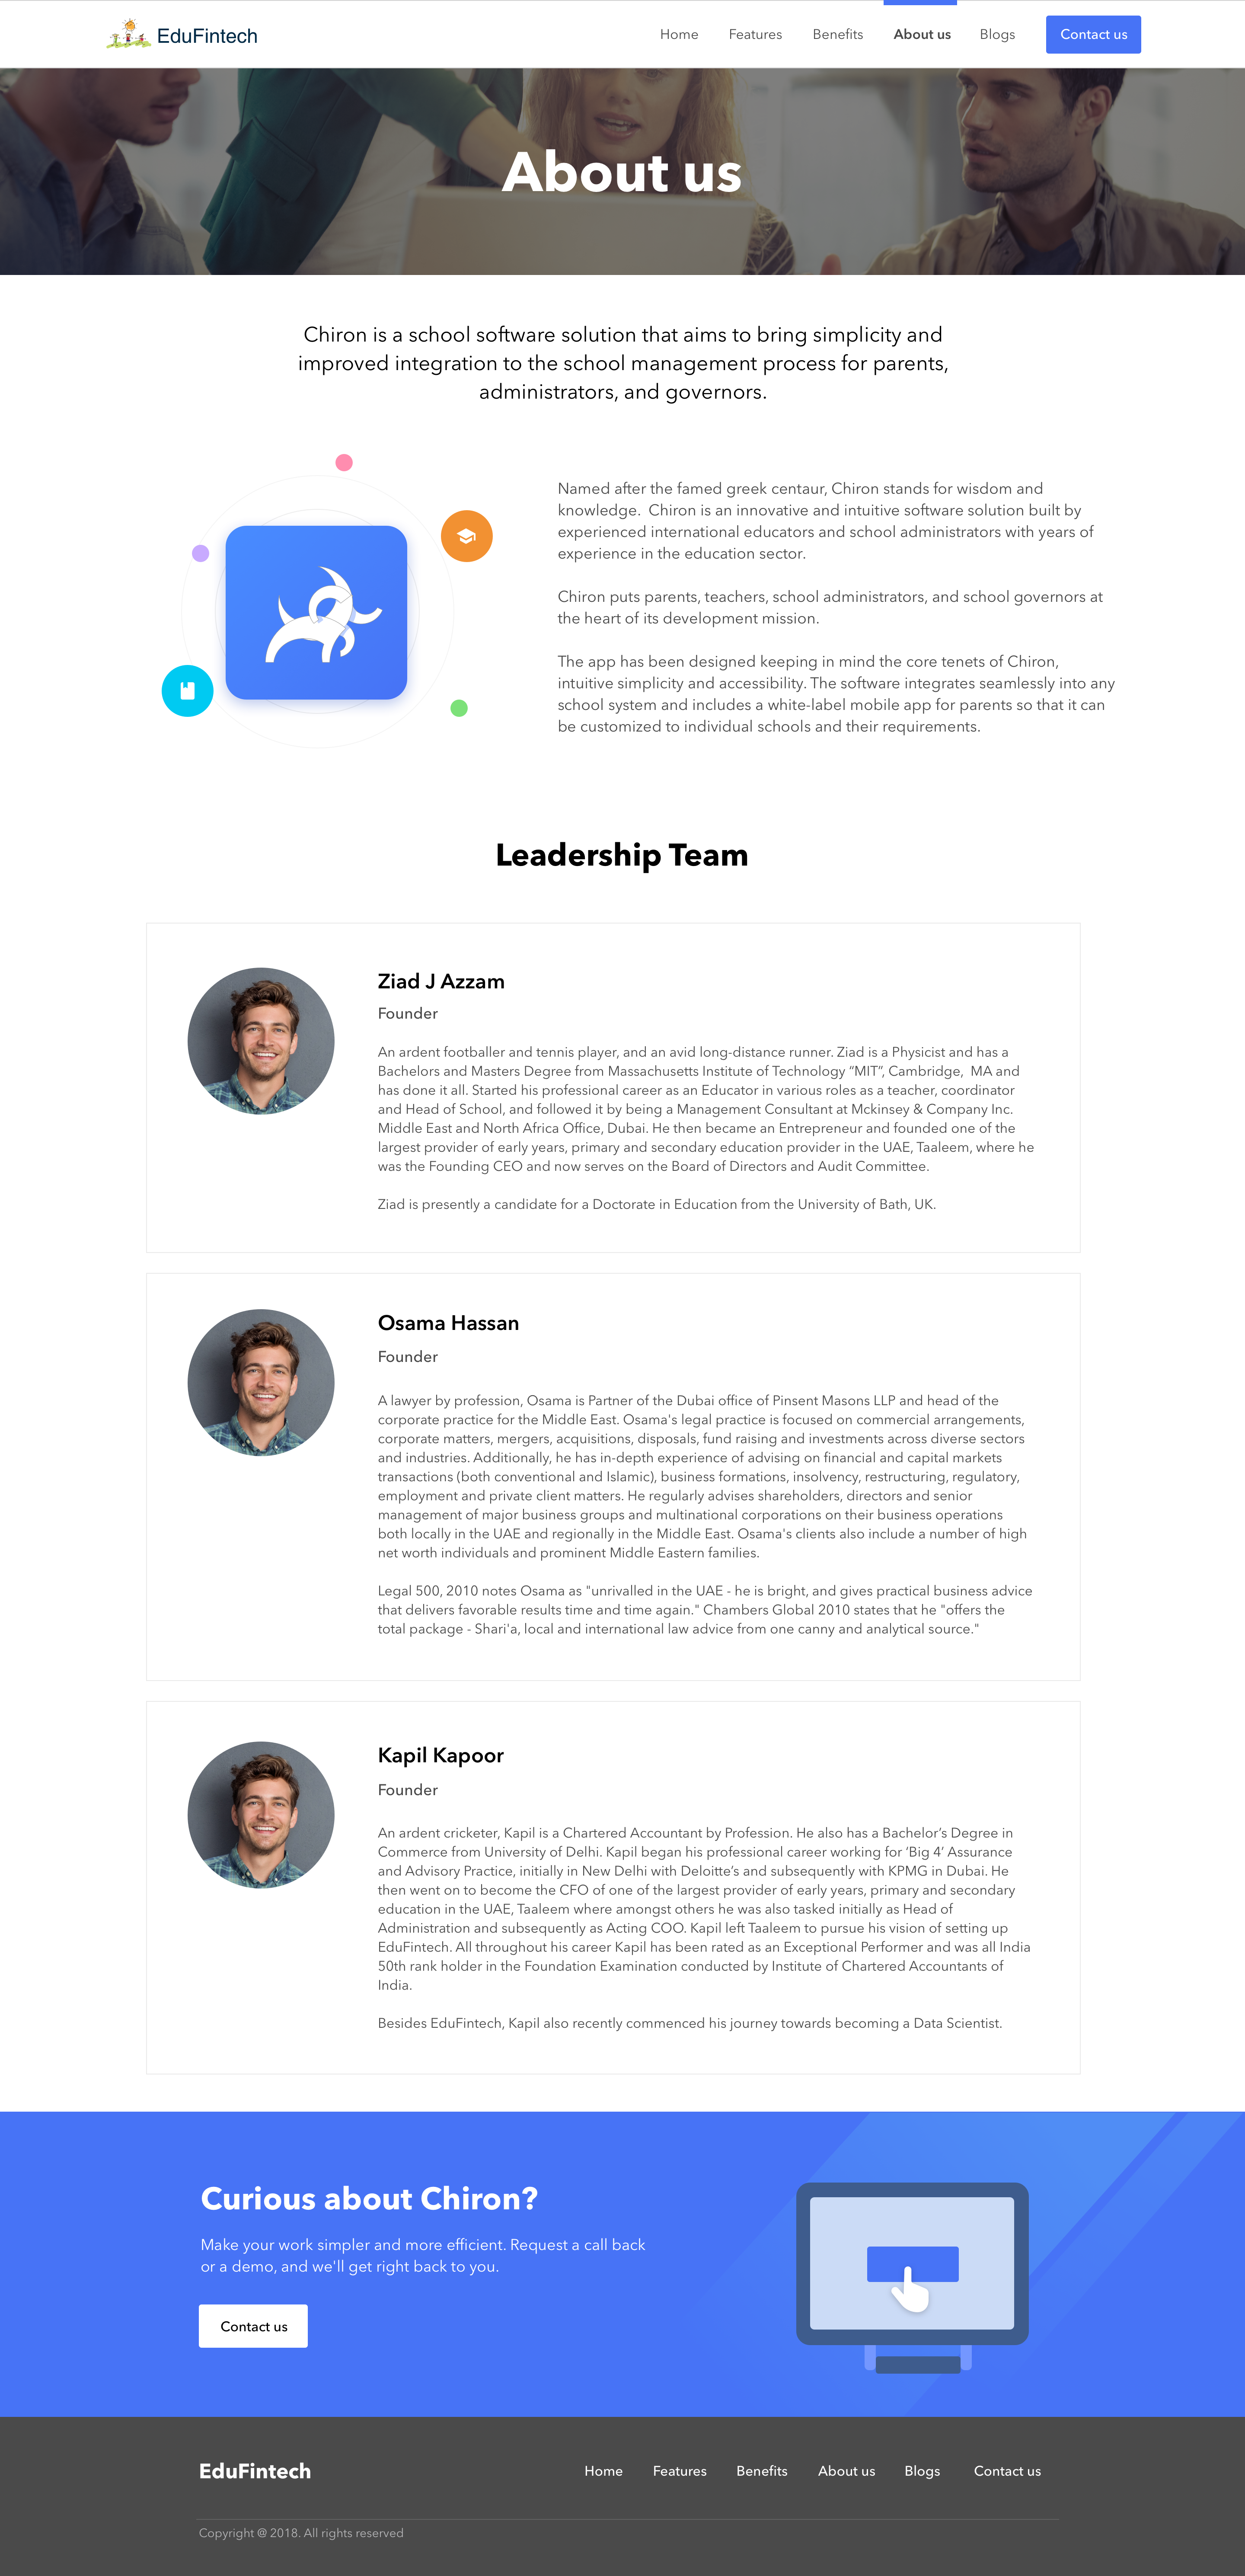 EduFintech
Home Features Benefits About us Blogs Contact us
About us
Chiron is a school software solution that aims to bring simplicity and
improved integration to the school management process for parents,
administrators, and governors.
Named after the famed greek centaur, Chiron stands for wisdom and
knowledge.  Chiron is an innovative and intuitive software solution built by
experienced international educators and school administrators with years of
experience in the education sector.
Chiron puts parents, teachers, school administrators, and school governors at
the heart of its development mission.
The app has been designed keeping in mind the core tenets of Chiron,
intuitive simplicity and accessibility. The software integrates seamlessly into any
school system and includes a white-label mobile app for parents so that it can
be customized to individual schools and their requirements.
Leadership Team
Ziad J Azzam
Founder
An ardent footballer and tennis player, and an avid long-distance runner. Ziad is a Physicist and has a
Bachelors and Masters Degree from Massachusetts Institute of Technology “MIT”, Cambridge,  MA and
has done it all. Started his professional career as an Educator in various roles as a teacher, coordinator
and Head of School, and followed it by being a Management Consultant at Mckinsey & Company Inc.
Middle East and North Africa Office, Dubai. He then became an Entrepreneur and founded one of the
largest provider of early years, primary and secondary education provider in the UAE, Taaleem, where he
was the Founding CEO and now serves on the Board of Directors and Audit Committee.
Ziad is presently a candidate for a Doctorate in Education from the University of Bath, UK.
Osama Hassan
Founder
A lawyer by profession, Osama is Partner of the Dubai office of Pinsent Masons LLP and head of the
corporate practice for the Middle East. Osama's legal practice is focused on commercial arrangements,
corporate matters, mergers, acquisitions, disposals, fund raising and investments across diverse sectors
and industries. Additionally, he has in-depth experience of advising on financial and capital markets
transactions (both conventional and Islamic), business formations, insolvency, restructuring, regulatory,
employment and private client matters. He regularly advises shareholders, directors and senior
management of major business groups and multinational corporations on their business operations
both locally in the UAE and regionally in the Middle East. Osama's clients also include a number of high
net worth individuals and prominent Middle Eastern families.
Legal 500, 2010 notes Osama as "unrivalled in the UAE - he is bright, and gives practical business advice
that delivers favorable results time and time again." Chambers Global 2010 states that he "offers the
total package - Shari'a, local and international law advice from one canny and analytical source."
Kapil Kapoor
Founder
An ardent cricketer, Kapil is a Chartered Accountant by Profession. He also has a Bachelor’s Degree in
Commerce from University of Delhi. Kapil began his professional career working for ‘Big 4’ Assurance
and Advisory Practice, initially in New Delhi with Deloitte’s and subsequently with KPMG in Dubai. He
then went on to become the CFO of one of the largest provider of early years, primary and secondary
education in the UAE, Taaleem where amongst others he was also tasked initially as Head of
Administration and subsequently as Acting COO. Kapil left Taaleem to pursue his vision of setting up
EduFintech. All throughout his career Kapil has been rated as an Exceptional Performer and was all India
50th rank holder in the Foundation Examination conducted by Institute of Chartered Accountants of
India.
Besides EduFintech, Kapil also recently commenced his journey towards becoming a Data Scientist.
Curious about Chiron?
Make your work simpler and more efficient. Request a call back
or a demo, and we'll get right back to you.
Contact us
EduFintech
Home Features Benefits About us Blogs Contact us
Copyright @ 2018. All rights reserved